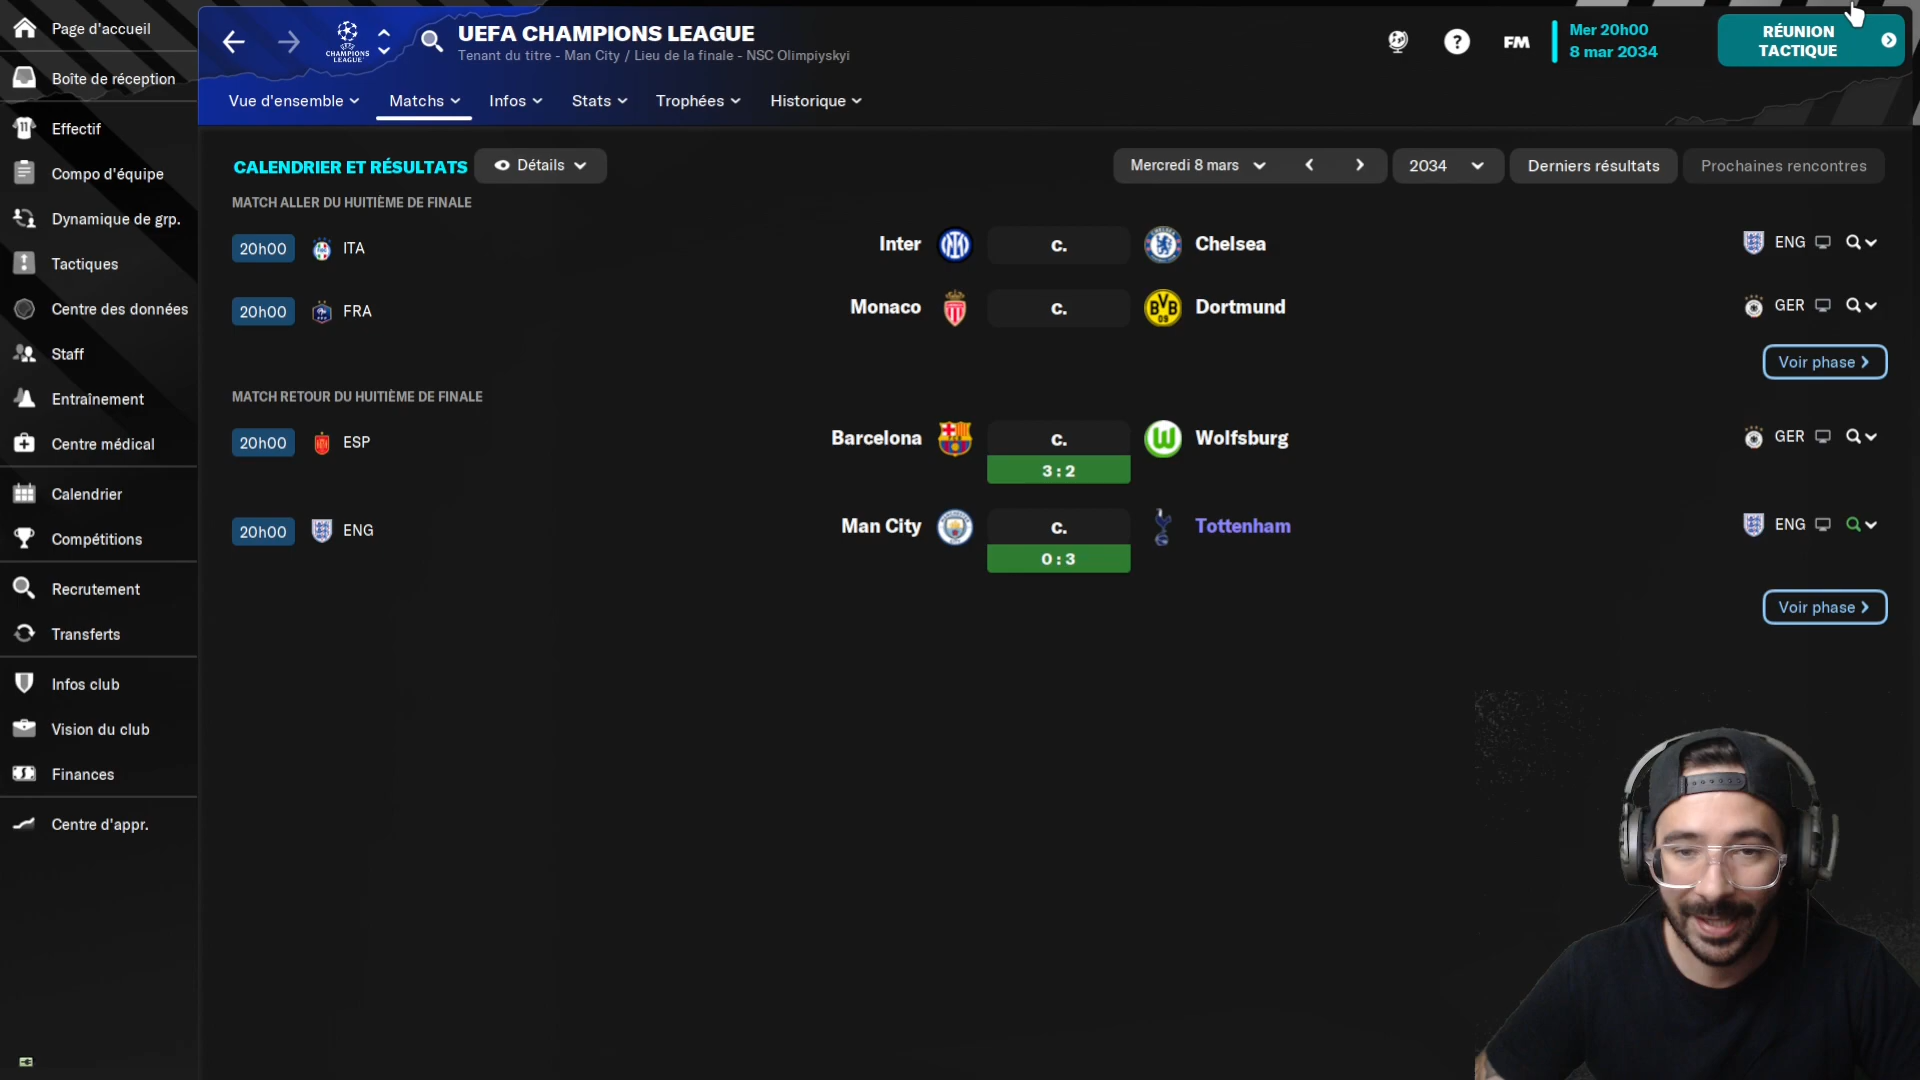 Page d'accueil
Boîte de réception
Effectif
Compo d'équipe
Dynamique de grp.
Tactiques
Centre des données
Staff
Entraînement
Centre médical
Calendrier
Compétitions
Recrutement
Transferts
Infos club
Vision du club
Finances
Centre d'appr.
CHAMPIONS LEAGUE
UEFA CHAMPIONS LEAGUE
Tenant du titre - Man City / Lieu de la finale - NSC Olimpiyskyi
? FM
Mer 20h00
8 mar 2034
RÉUNION
TACTIQUE
Vue d'ensemble Matchs Infos Stats Trophées Historique
CALENDRIER ET RÉSULTATS Détails Mercredi 8 mars 2034 Derniers résultats Prochaines rencontres
MATCH ALLER DU HUITIÈME DE FINALE
20h00 ITA Inter c. Chelsea ENG
20h00 FRA Monaco c. Dortmund GER
Voir phase
MATCH RETOUR DU HUITIÈME DE FINALE
20h00 ESP Barcelona c. Wolfsburg GER
3 : 2
20h00 ENG Man City c. Tottenham ENG
0 : 3
Voir phase